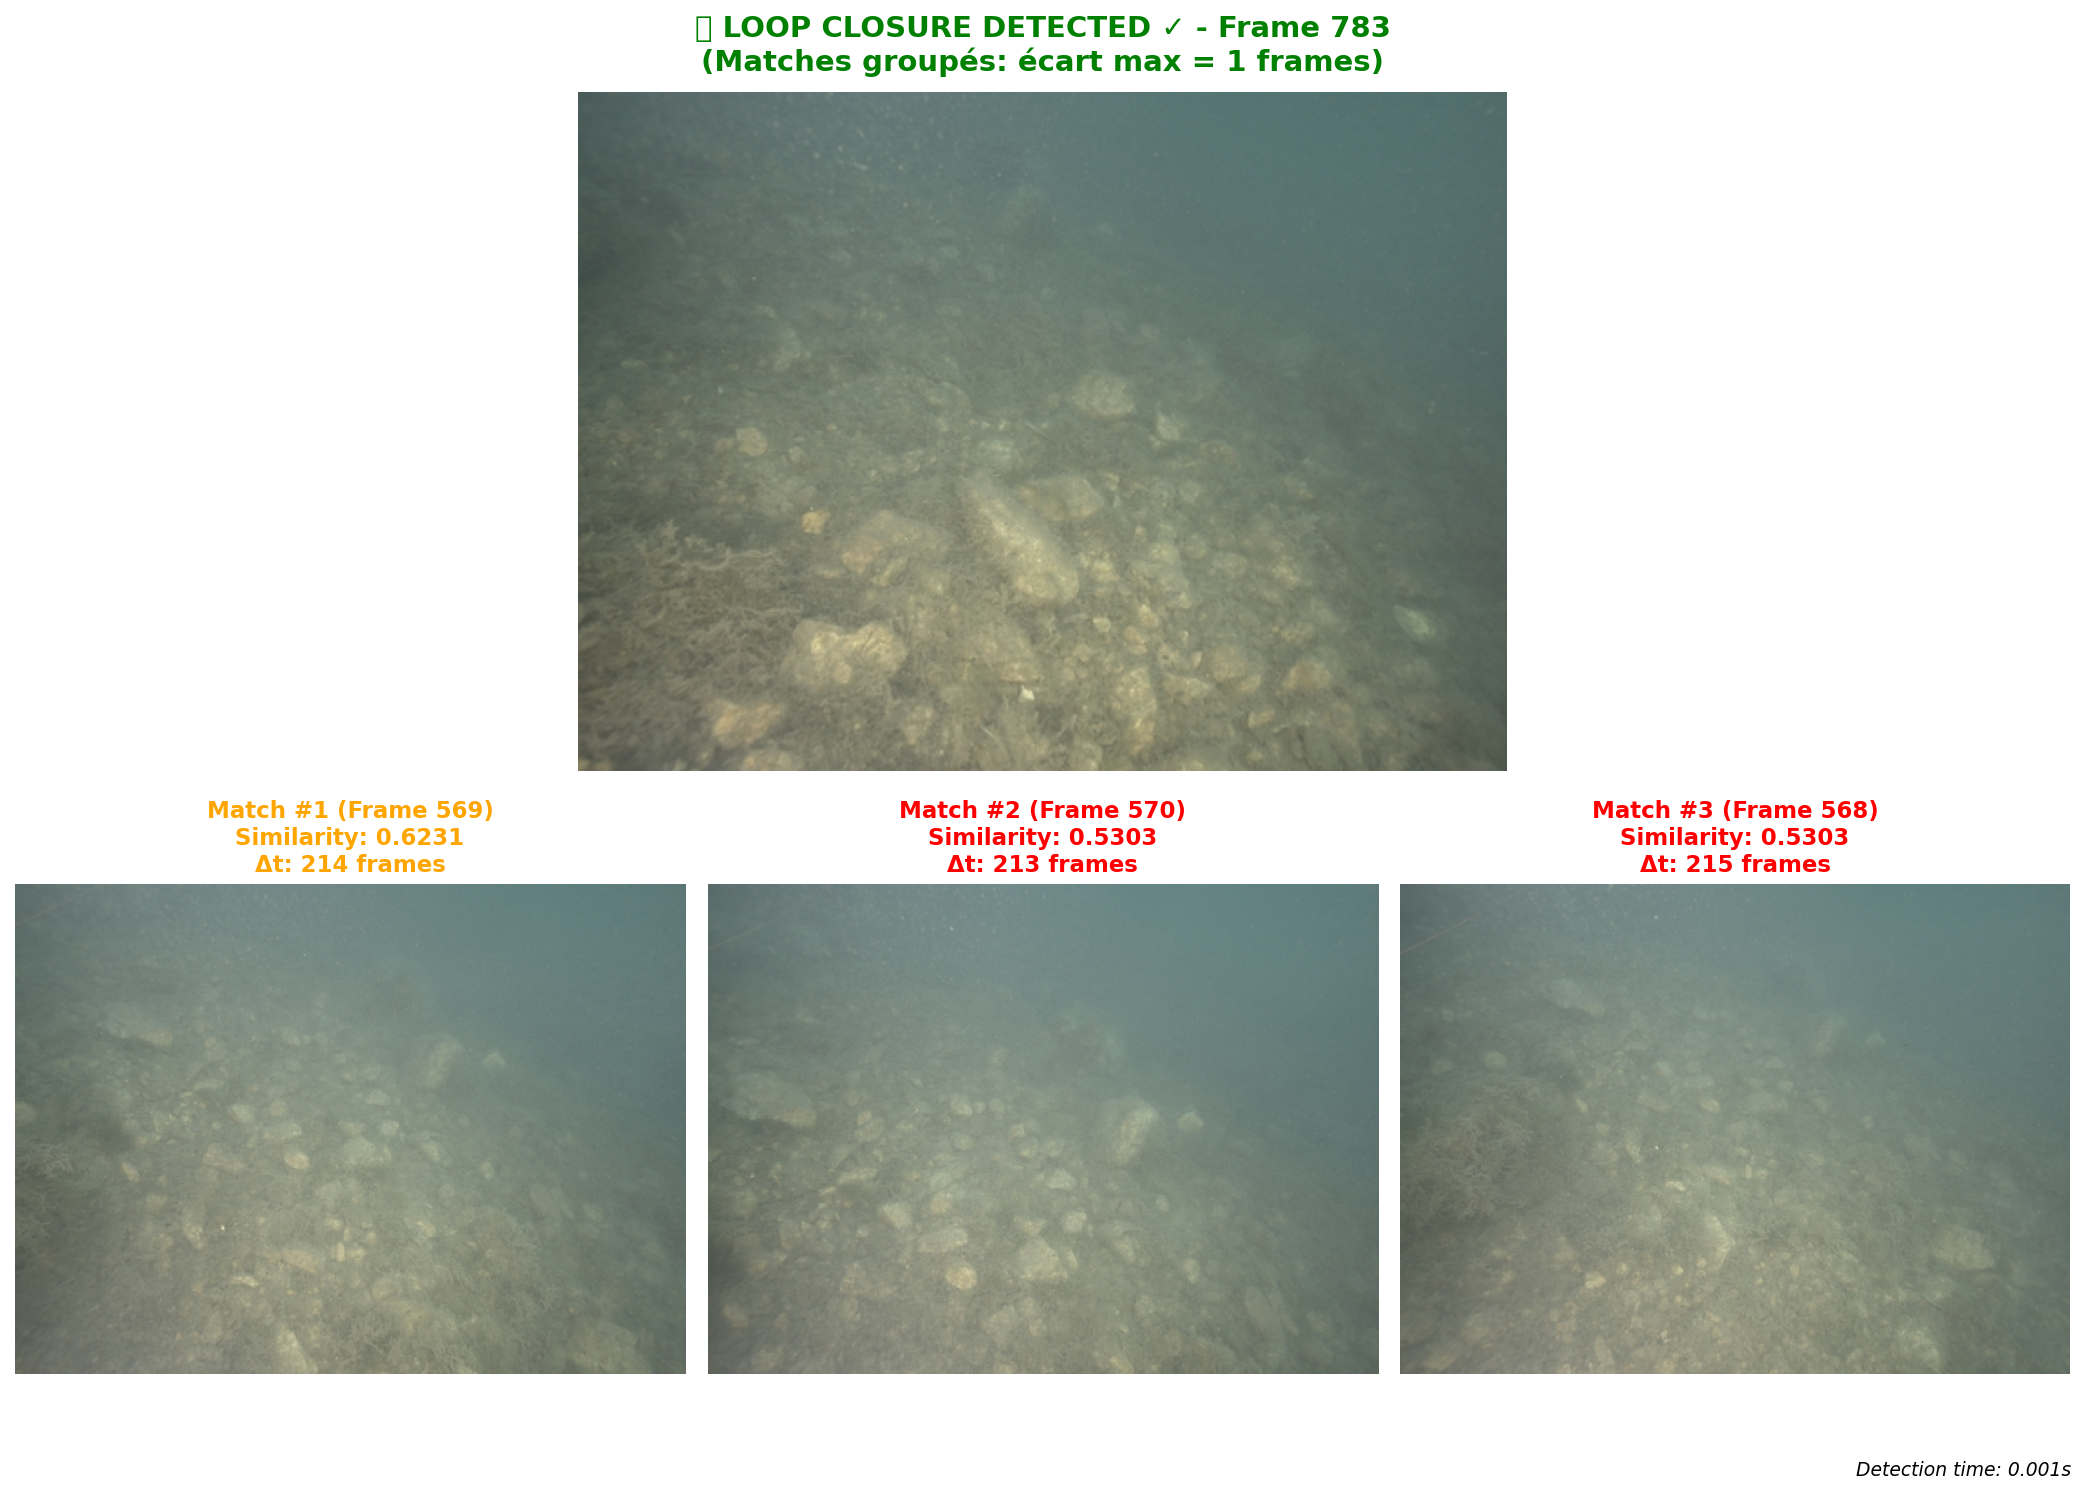 LOOP CLOSURE DETECTED ✓ - Frame 783
(Matches groupés: écart max = 1 frames)
Match #1 (Frame 569)
Similarity: 0.6231
Δt: 214 frames
Match #2 (Frame 570)
Similarity: 0.5303
Δt: 213 frames
Match #3 (Frame 568)
Similarity: 0.5303
Δt: 215 frames
Detection time: 0.001s